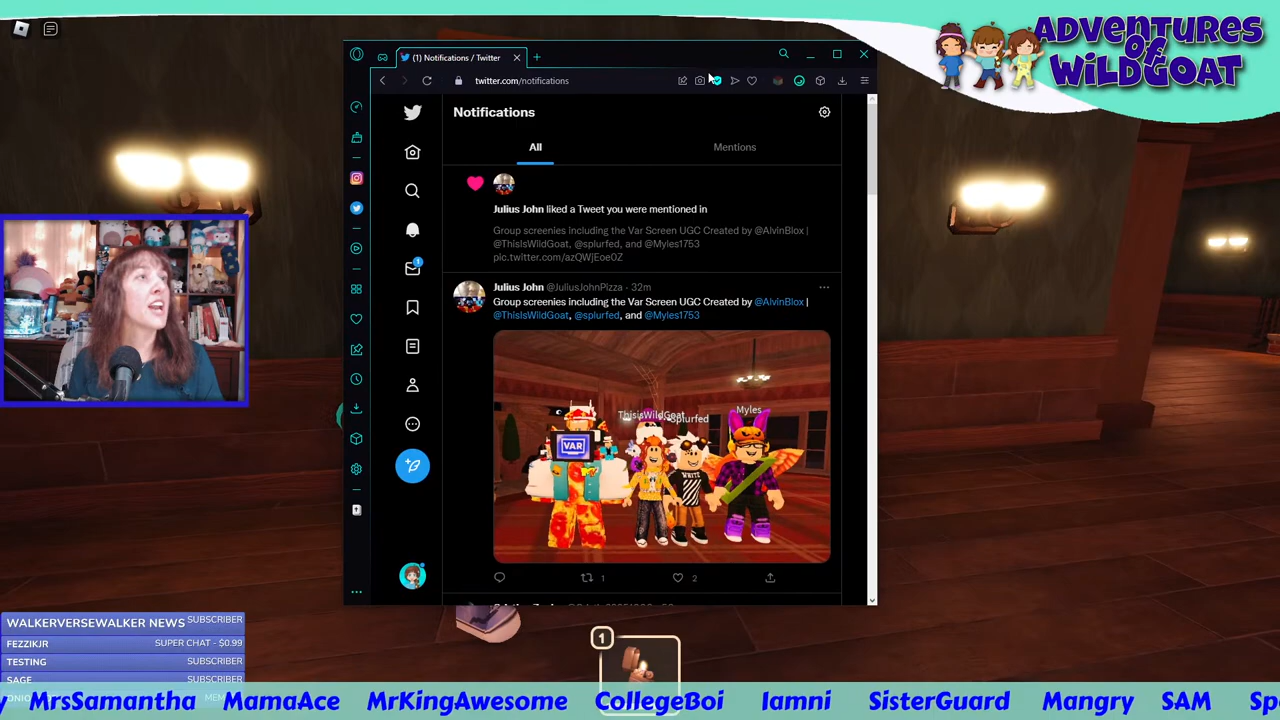 ADVENTURES
OF
WILDGOAT
(1) Notifications / Twitter
twitter.com/notifications
Notifications
All
Mentions
Julius John liked a Tweet you were mentioned in
Group screenies including the Var Screen UGC Created by @AlvinBlox |
@ThisIsWildGoat, @splurfed, and @Myles1753
pic.twitter.com/azQWjEoe0Z
1
Julius John @JuliusJohnPizza · 32m
Group screenies including the Var Screen UGC Created by @AlvinBlox |
@ThisIsWildGoat, @splurfed, and @Myles1753
ThisisWildGoat
Splurfed
Myles
VAR
WHITE
1
2
WALKERVERSEWALKER NEWS SUBSCRIBER
FEZZIKJR SUPER CHAT - $0.99
TESTING SUBSCRIBER
SAGE SUBSCRIBER
1
MrsSamantha MamaAce MrKingAwesome CollegeBoi Iamni SisterGuard Mangry SAM Sp